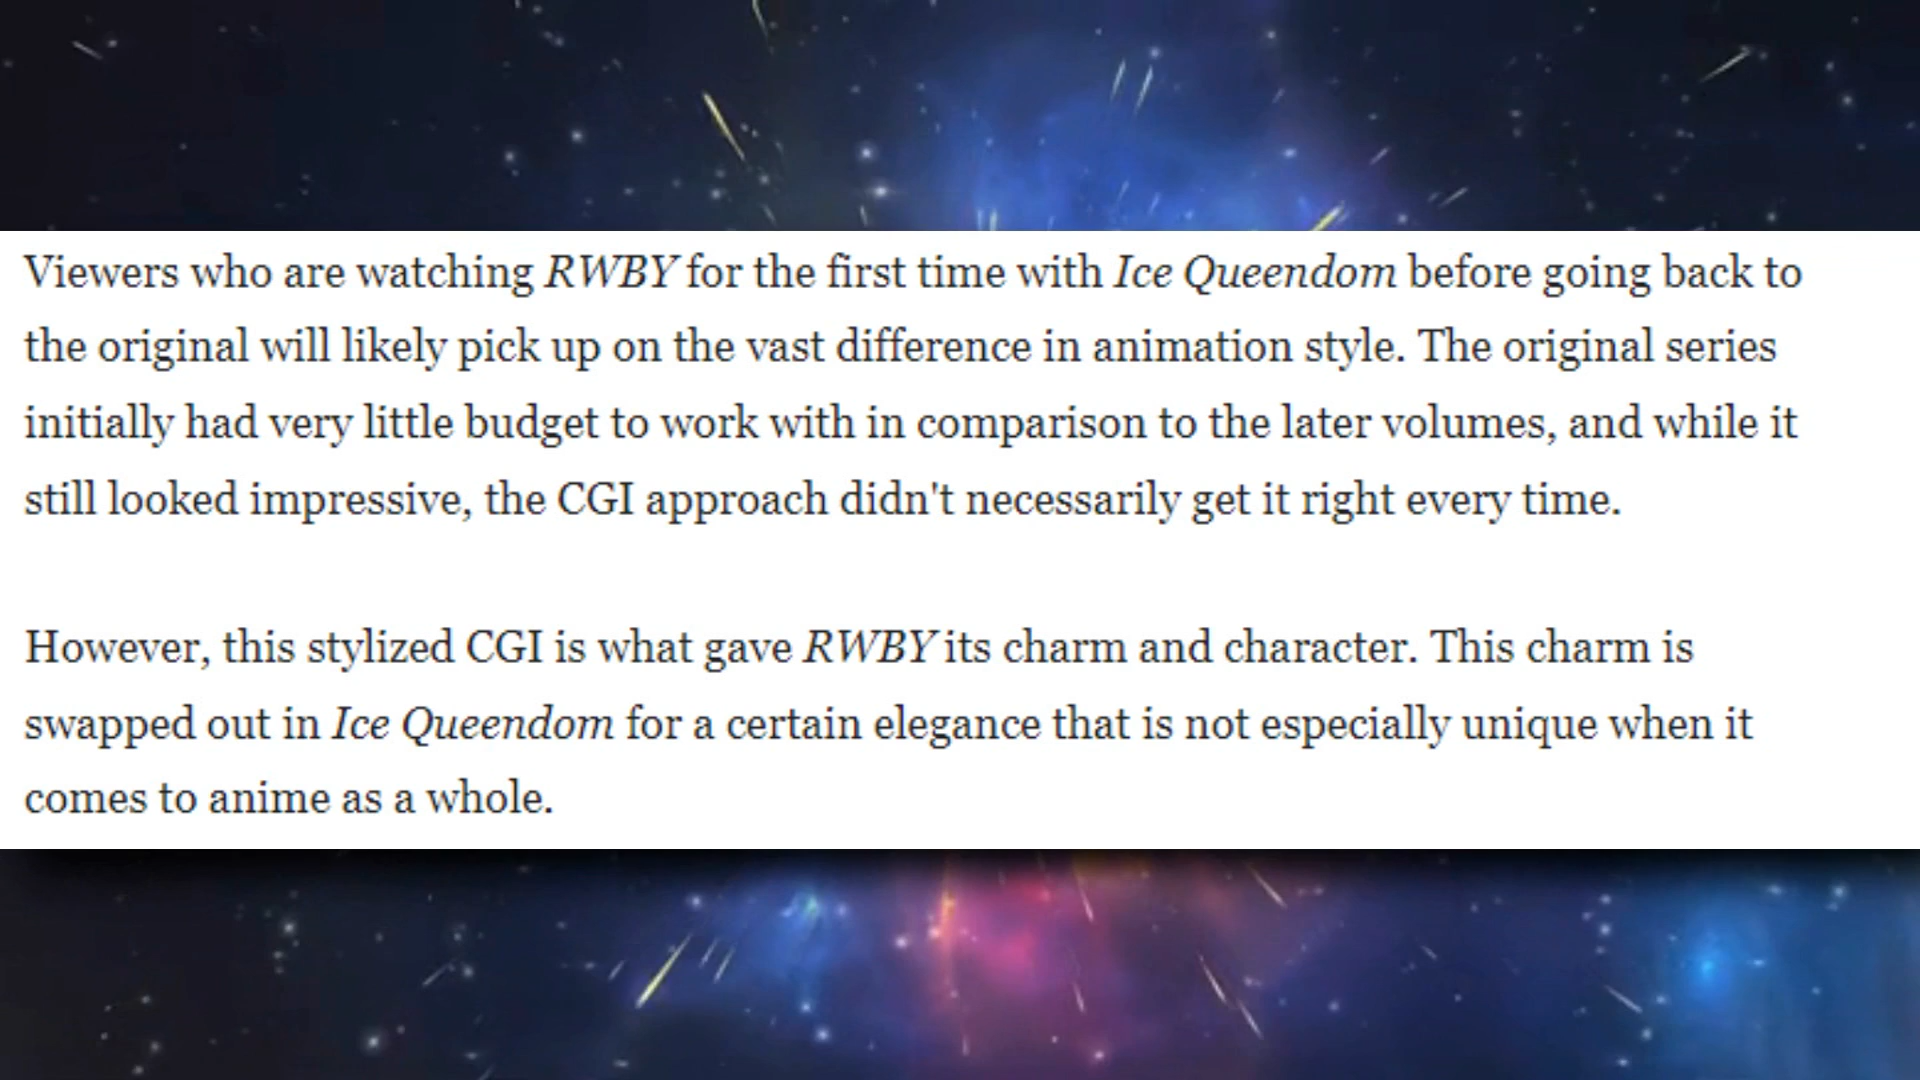 Viewers who are watching RWBY for the first time with Ice Queendom before going back to
the original will likely pick up on the vast difference in animation style. The original series
initially had very little budget to work with in comparison to the later volumes, and while it
still looked impressive, the CGI approach didn't necessarily get it right every time.
However, this stylized CGI is what gave RWBY its charm and character. This charm is
swapped out in Ice Queendom for a certain elegance that is not especially unique when it
comes to anime as a whole.